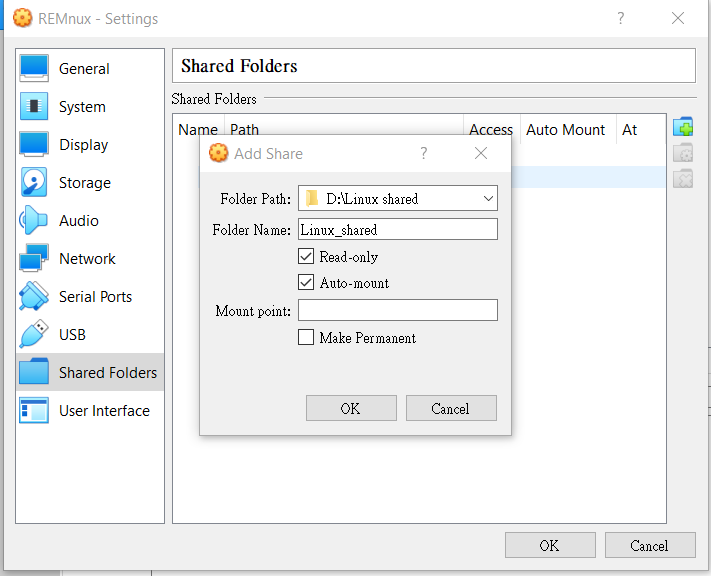 REMnux - Settings
?
General
System
Display
Storage
Audio
Network
Serial Ports
USB
Shared Folders
User Interface
Shared Folders
Shared Folders
Name Path Access Auto Mount At
Add Share
?
Folder Path: D:\Linux shared
Folder Name: Linux_shared
Read-only
Auto-mount
Mount point:
Make Permanent
OK Cancel
OK Cancel